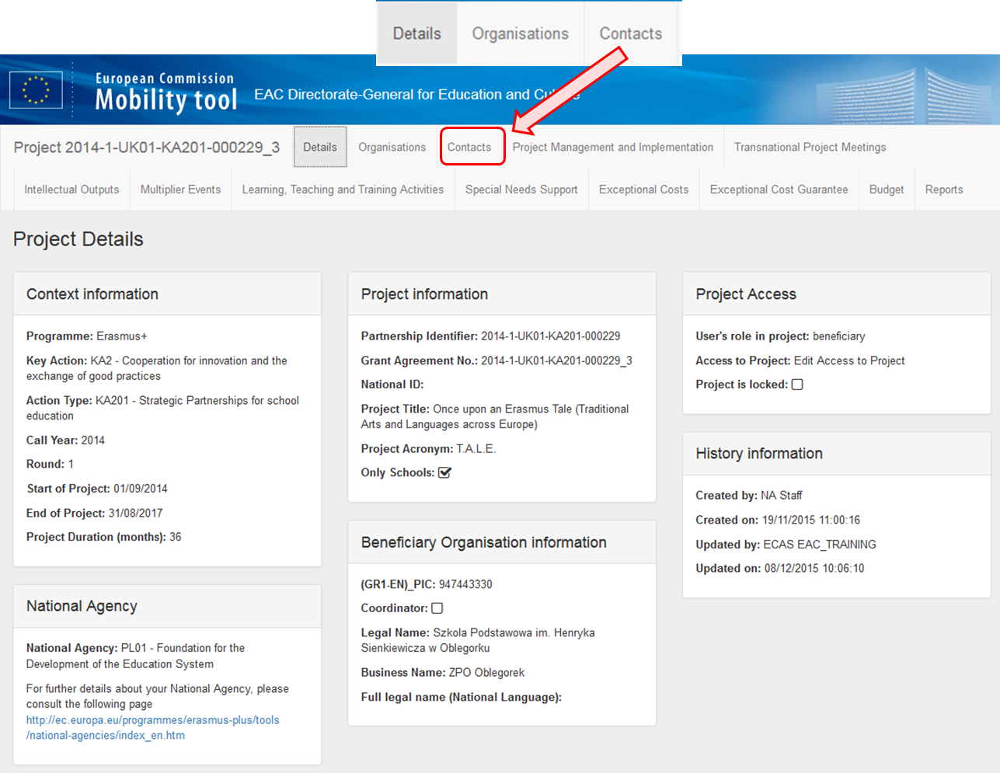 Details Organisations Contacts
European Commission
Mobility tool
EAC Directorate-General for Education and Culture
Project 2014-1-UK01-KA201-000229_3 Details Organisations Contacts Project Management and Implementation Transnational Project Meetings
Intellectual Outputs Multiplier Events Learning, Teaching and Training Activities Special Needs Support Exceptional Costs Exceptional Cost Guarantee Budget Reports
Project Details
Context information
Programme: Erasmus+
Key Action: KA2 - Cooperation for innovation and the
exchange of good practices
Action Type: KA201 - Strategic Partnerships for school
education
Call Year: 2014
Round: 1
Start of Project: 01/09/2014
End of Project: 31/08/2017
Project Duration (months): 36
National Agency
National Agency: PL01 - Foundation for the
Development of the Education System
For further details about your National Agency, please
consult the following page
http://ec.europa.eu/programmes/erasmus-plus/tools
/national-agencies/index_en.htm
Project information
Partnership Identifier: 2014-1-UK01-KA201-000229
Grant Agreement No.: 2014-1-UK01-KA201-000229_3
National ID:
Project Title: Once upon an Erasmus Tale (Traditional
Arts and Languages across Europe)
Project Acronym: T.A.L.E.
Only Schools:
Beneficiary Organisation information
(GR1-EN)_PIC: 947443330
Coordinator:
Legal Name: Szkola Podstawowa im. Henryka
Sienkiewicza w Oblegorku
Business Name: ZPO Oblegorek
Full legal name (National Language):
Project Access
User's role in project: beneficiary
Access to Project: Edit Access to Project
Project is locked:
History information
Created by: NA Staff
Created on: 19/11/2015 11:00:16
Updated by: ECAS EAC_TRAINING
Updated on: 08/12/2015 10:06:10